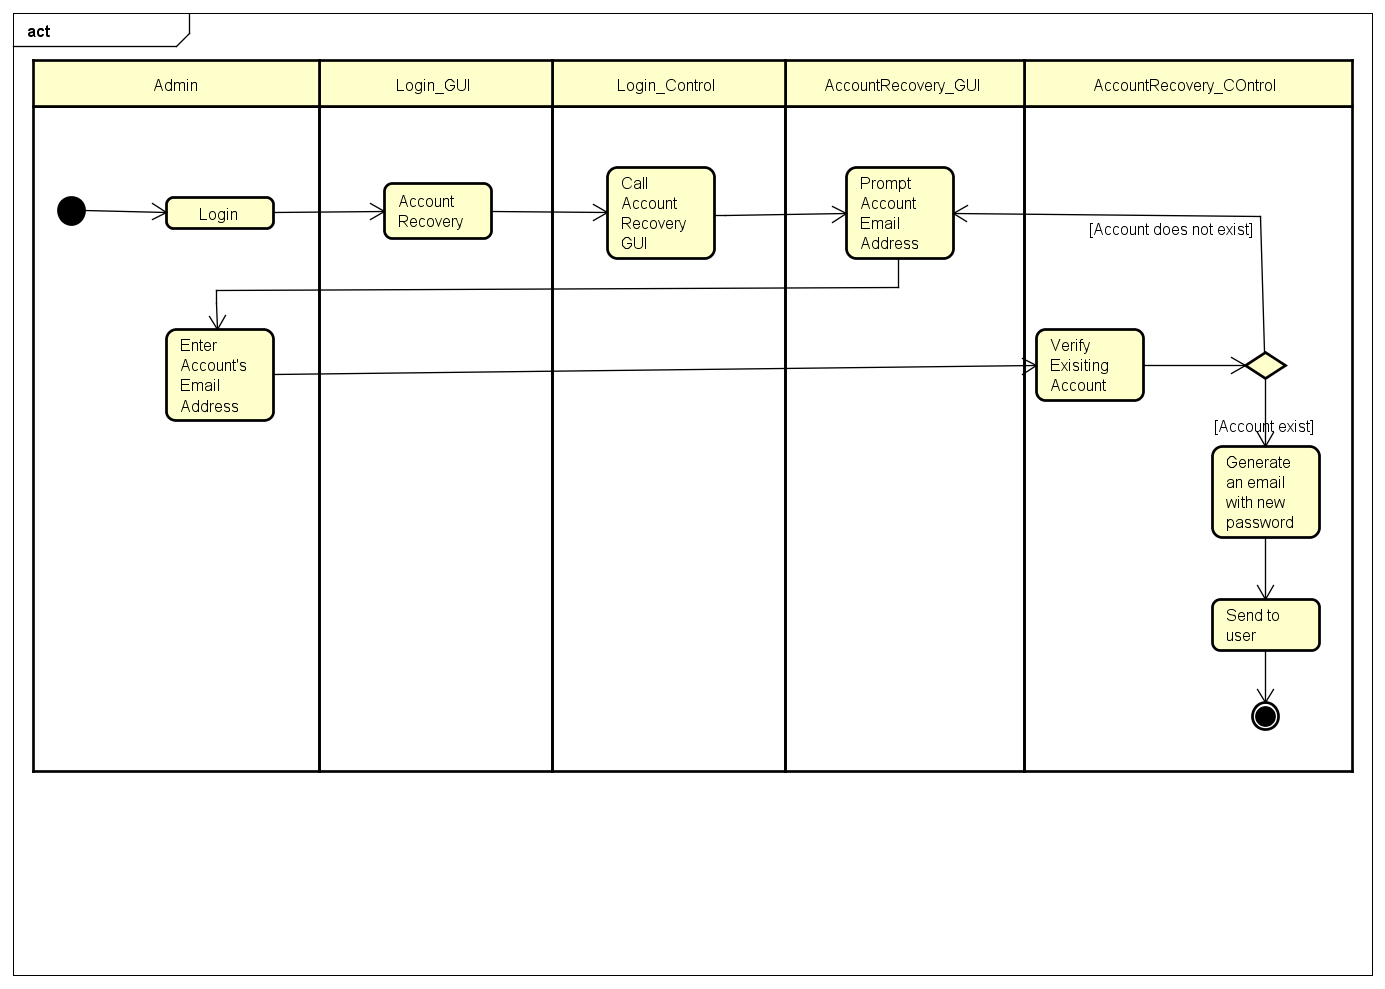 act
Admin
Login_GUI
Login_Control
AccountRecovery_GUI
AccountRecovery_COntrol
Login
Account
Recovery
Call
Account
Recovery
GUI
Prompt
Account
Email
Address
[Account does not exist]
Enter
Account's
Email
Address
Verify
Exisiting
Account
[Account exist]
Generate
an email
with new
password
Send to
user